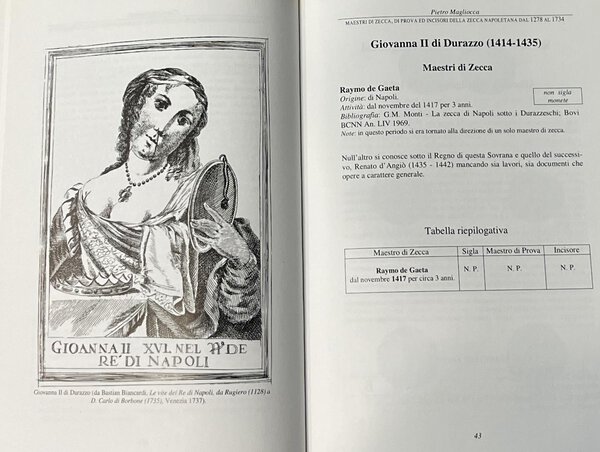 GIOANNA II XVI. NEL Nº DE
RE' DI NAPOLI
Giovanna II di Durazzo (da Bastian Biancardi, Le vite dei Re di Napoli, da Rugiero (1128) a
D. Carlo di Borbone (1735), Venezia 1737).
Pietro Magliocca
MAESTRI DI ZECCA, DI PROVA ED INCISORI DELLA ZECCA NAPOLETANA DAL 1278 AL 1734
Giovanna II di Durazzo (1414-1435)
Maestri di Zecca
Raymo de Gaeta
non sigla
monete
Origine: di Napoli.
Attività: dal novembre del 1417 per 3 anni.
Bibliografia: G.M. Monti - La zecca di Napoli sotto i Durazzeschi; Bovi
BCNN An. LIV 1969.
Note: in questo periodo si era tornato alla direzione di un solo maestro di zecca.
Null'altro si conosce sotto il Regno di questa Sovrana e quello del successi-
vo, Renato d'Angiò (1435 - 1442) mancando sia lavori, sia documenti che
opere a carattere generale.
Tabella riepilogativa
Maestro di Zecca Sigla Maestro di Prova Incisore
Raymo de Gaeta N. P. N. P. N. P.
dal novembre 1417 per circa 3 anni.
43